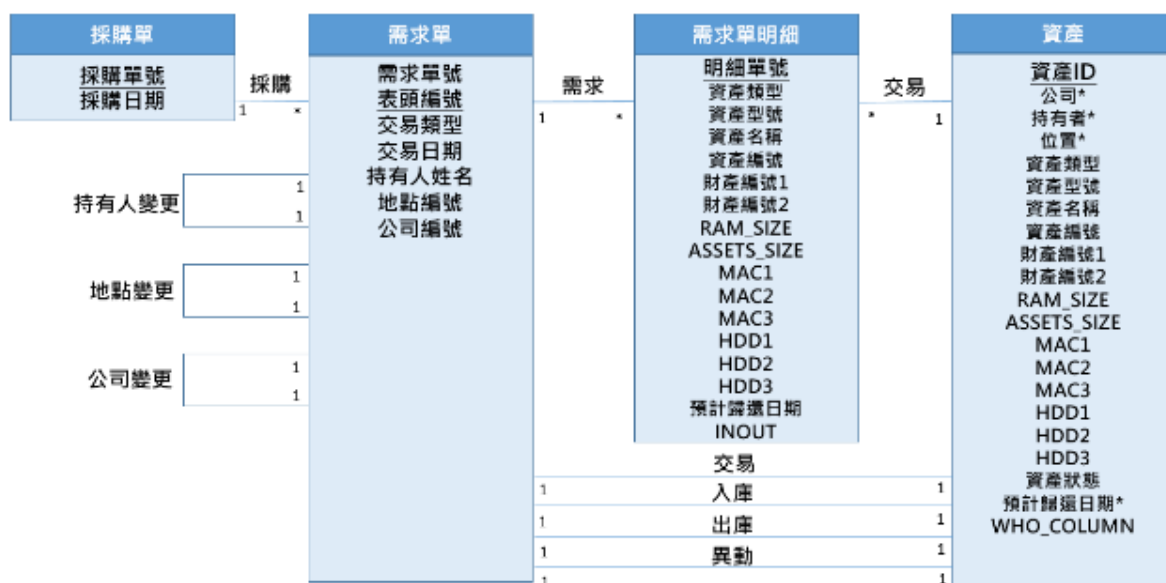 採購單
採購單號
採購日期
採購
1
*
需求單
需求單號
表頭編號
交易類型
交易日期
持有人姓名
地點編號
公司編號
持有人變更
1
1
地點變更
1
1
公司變更
1
1
需求
1
*
需求單明細
明細單號
資產類型
資產型號
資產名稱
資產編號
財產編號1
財產編號2
RAM_SIZE
ASSETS_SIZE
MAC1
MAC2
MAC3
HDD1
HDD2
HDD3
預計歸還日期
INOUT
交易
*
1
資產
資產ID
公司*
持有者*
位置*
資產類型
資產型號
資產名稱
資產編號
財產編號1
財產編號2
RAM_SIZE
ASSETS_SIZE
MAC1
MAC2
MAC3
HDD1
HDD2
HDD3
資產狀態
預計歸還日期*
WHO_COLUMN
交易
1 入庫 1
1 出庫 1
1 異動 1
1 1